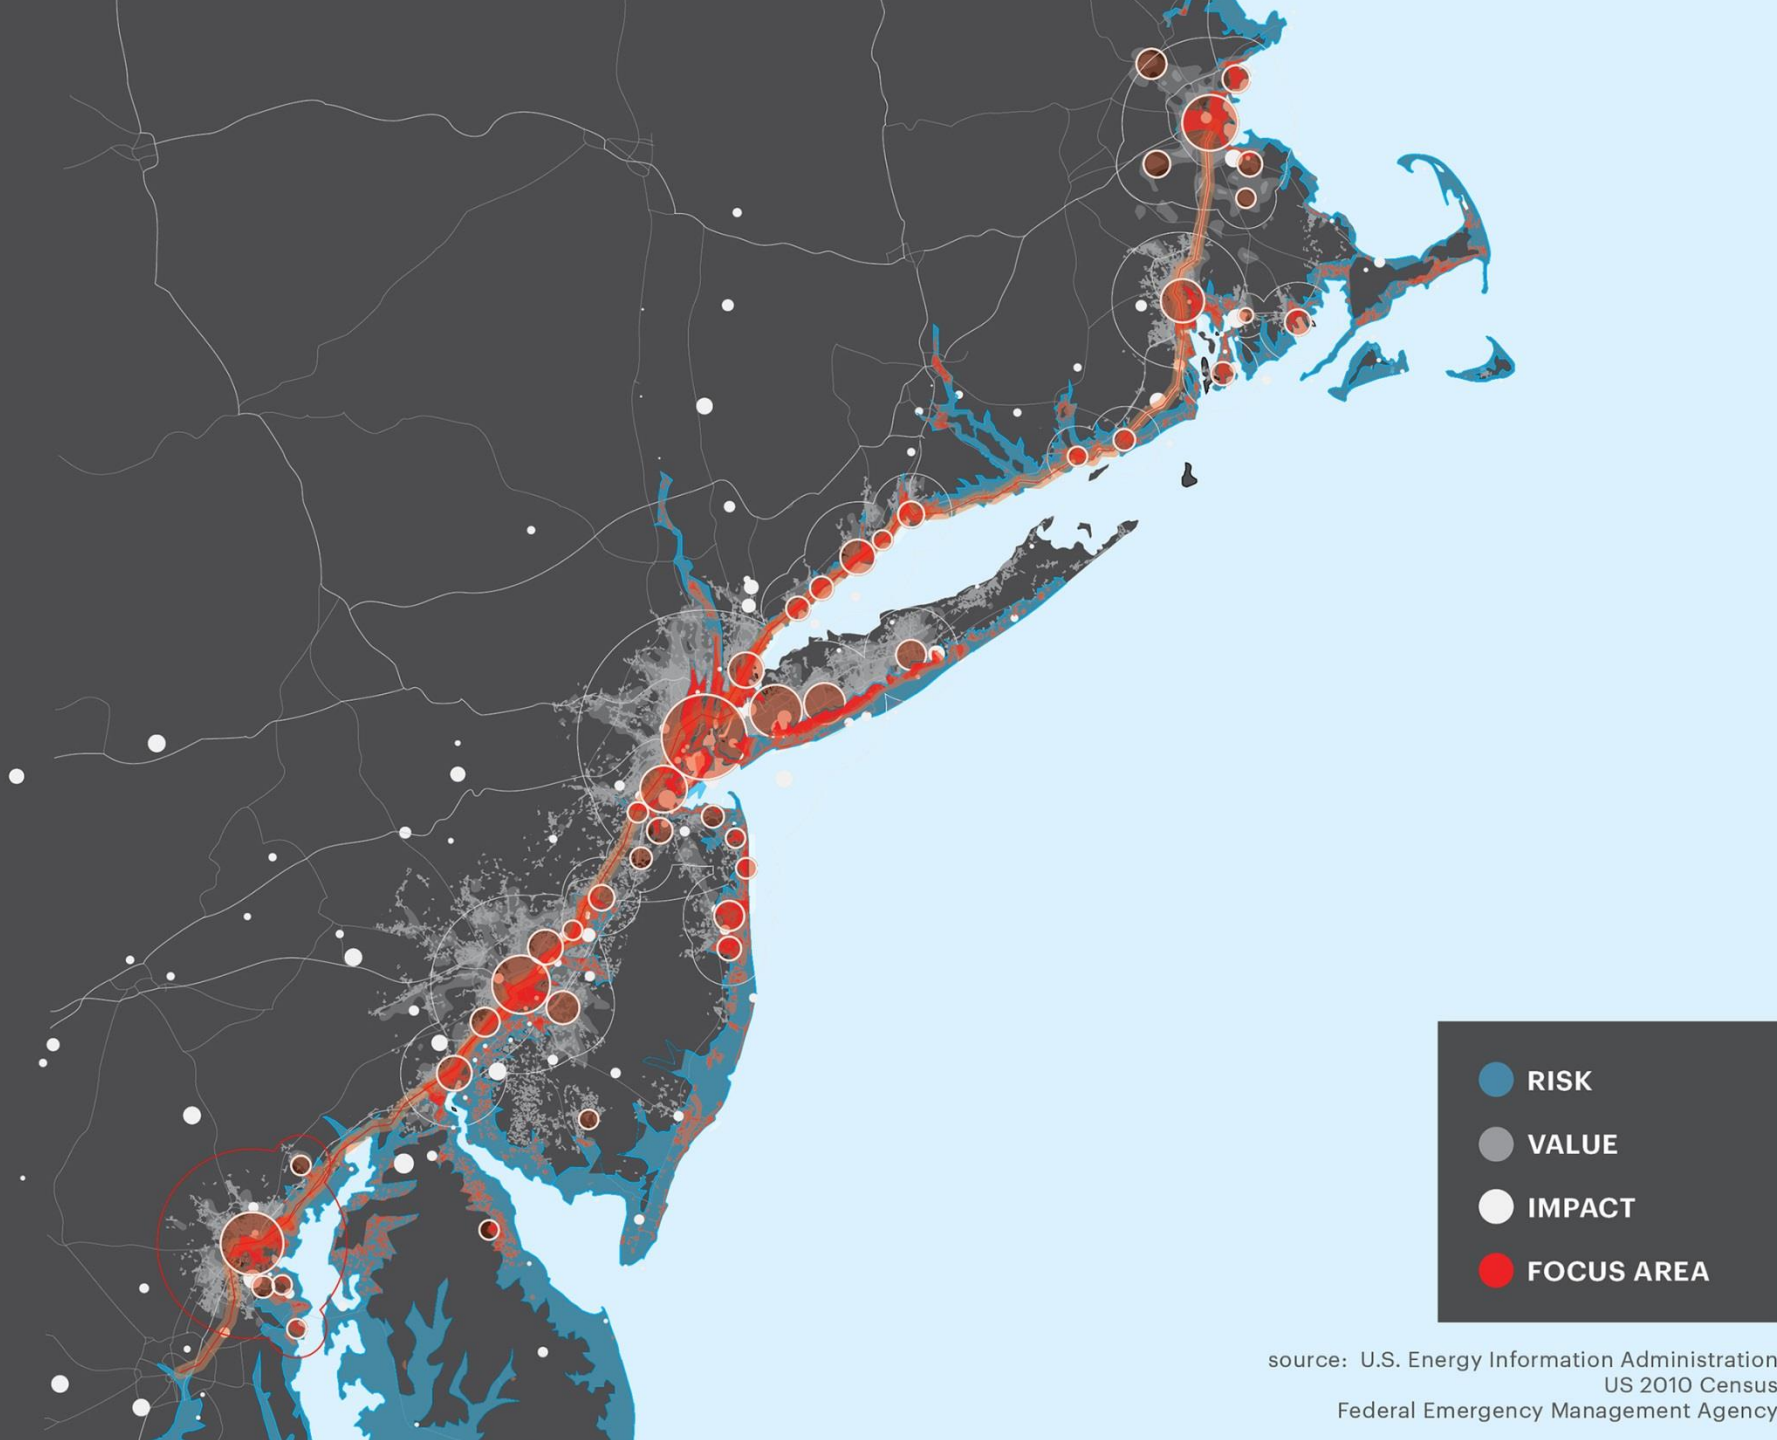 RISK
VALUE
IMPACT
FOCUS AREA
source: U.S. Energy Information Administration
US 2010 Census
Federal Emergency Management Agency